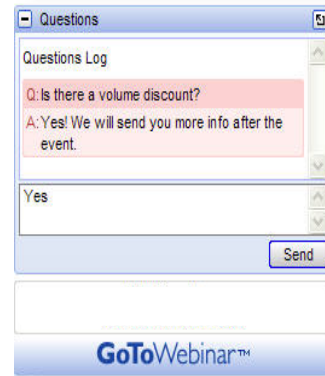 Questions
Questions Log
Q: Is there a volume discount?
A: Yes! We will send you more info after the
event.
Yes
Send
GoToWebinar™